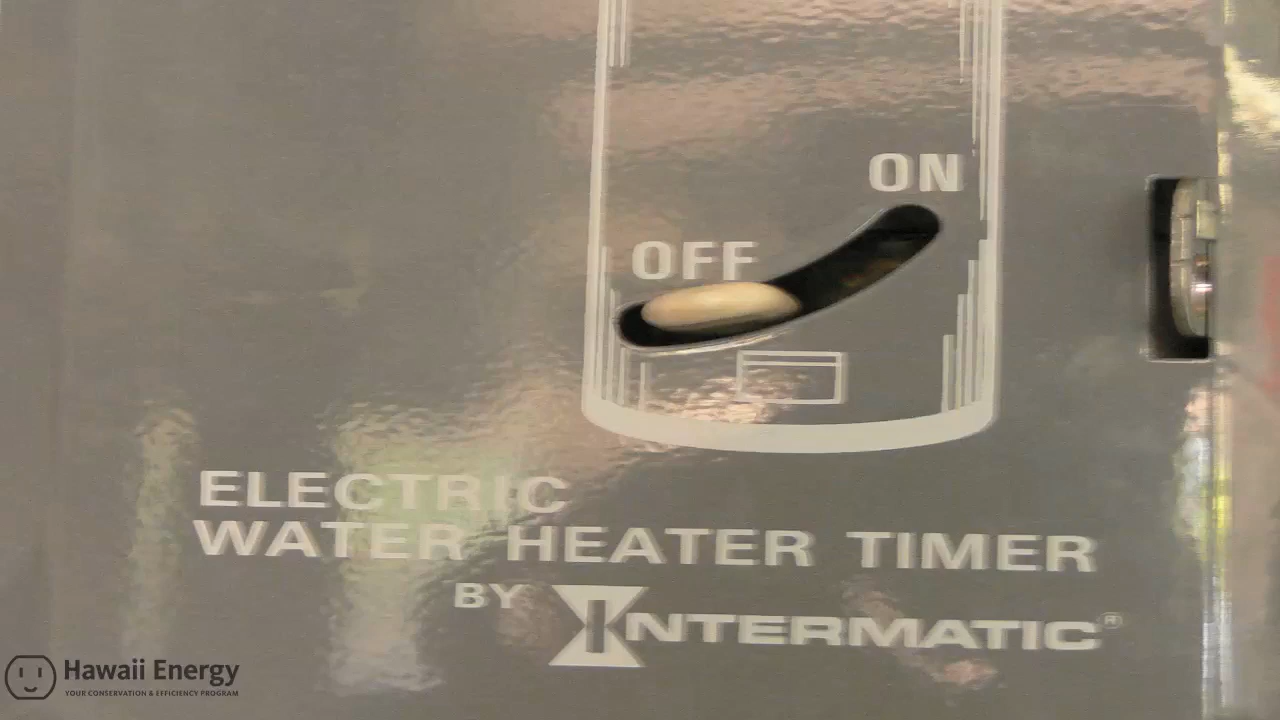 ON
OFF
ELECTRIC
WATER HEATER TIMER
BY INTERMATIC®
Hawaii Energy
YOUR CONSERVATION & EFFICIENCY PROGRAM